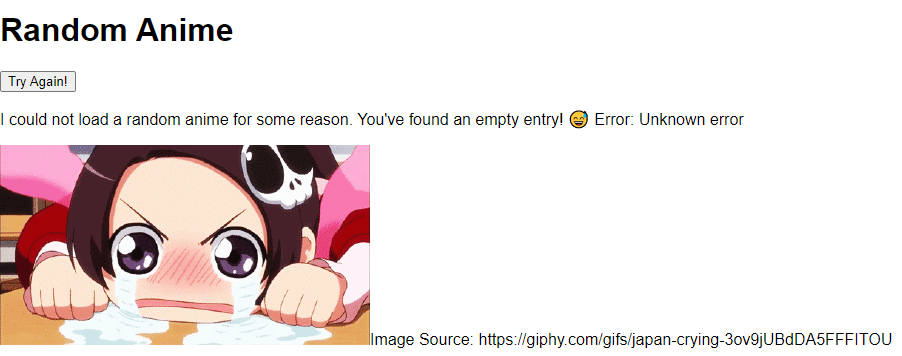 Random Anime
Try Again!
I could not load a random anime for some reason. You've found an empty entry! 😅 Error: Unknown error
Image Source: https://giphy.com/gifs/japan-crying-3ov9jUBdDA5FFFITOU